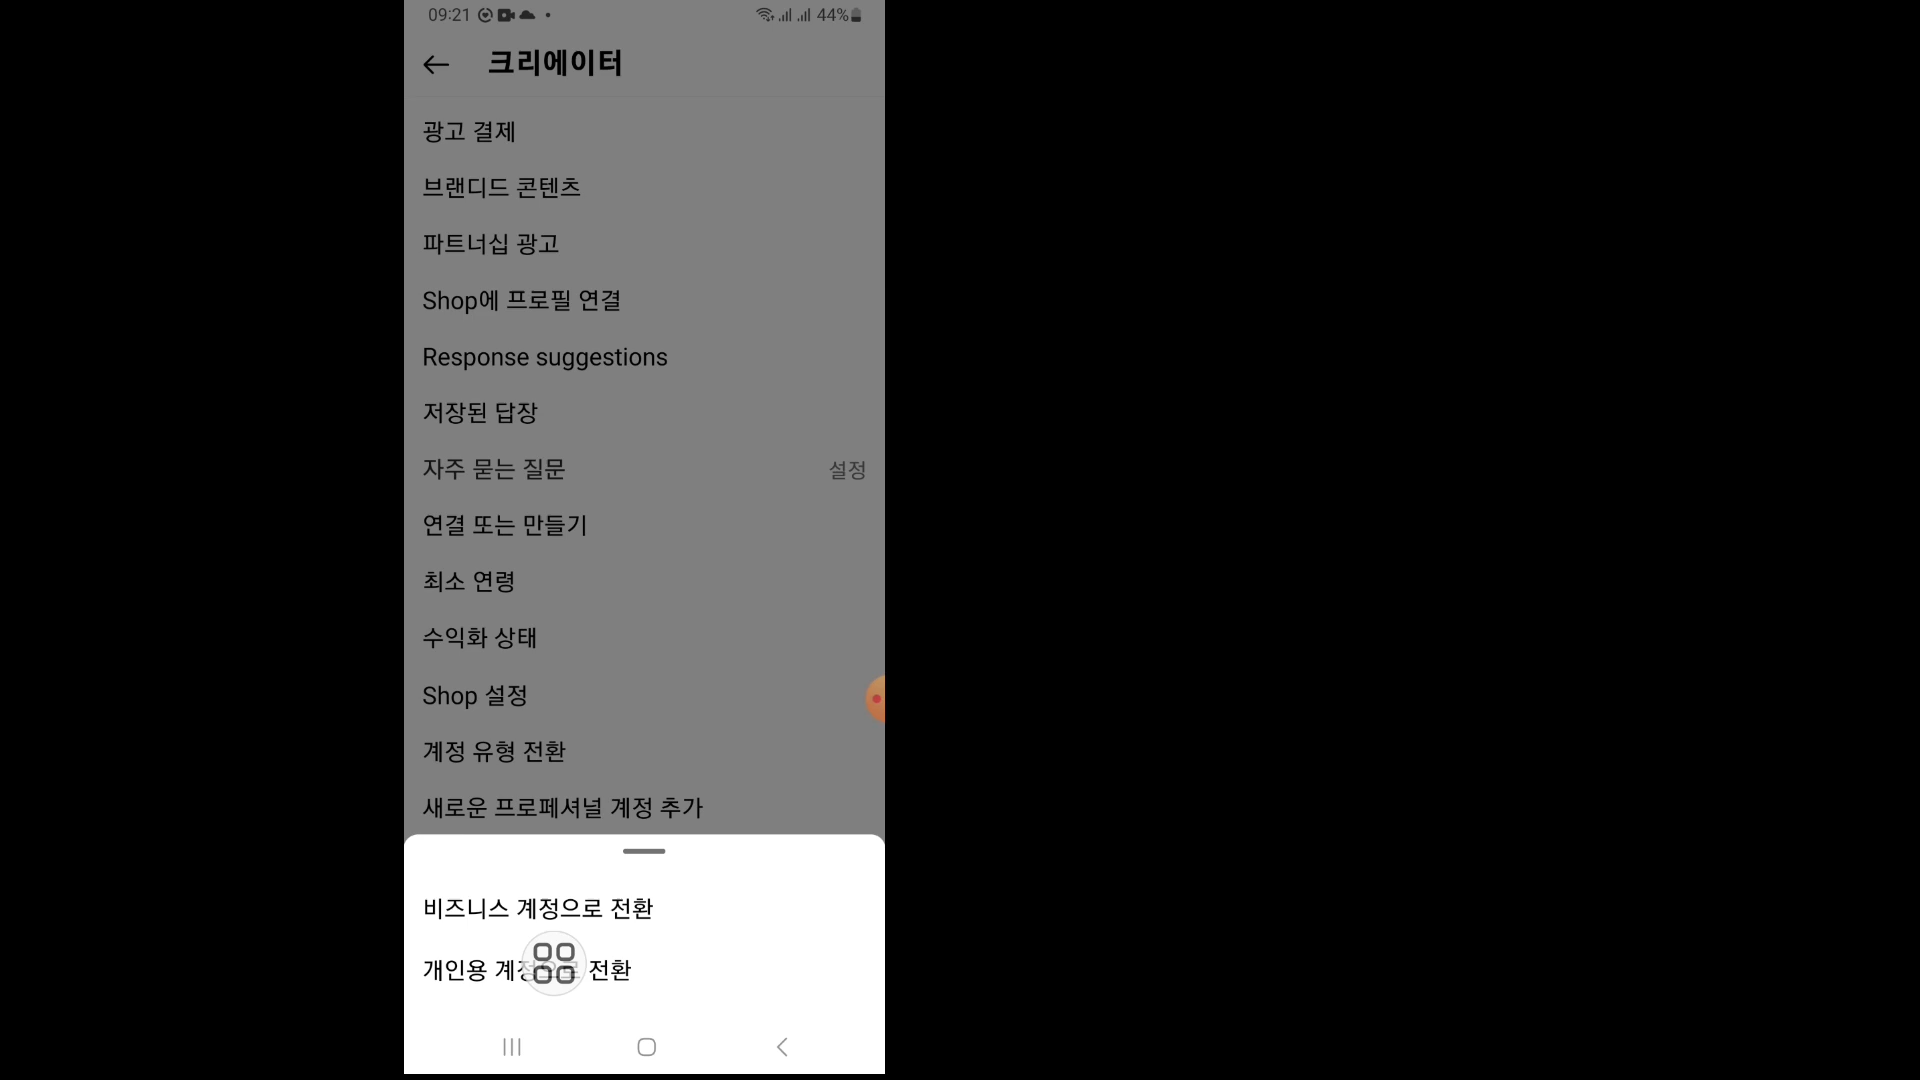 09:21 44%
크리에이터
광고 결제
브랜디드 콘텐츠
파트너십 광고
Shop에 프로필 연결
Response suggestions
저장된 답장
자주 묻는 질문 설정
연결 또는 만들기
최소 연령
수익화 상태
Shop 설정
계정 유형 전환
새로운 프로페셔널 계정 추가
비즈니스 계정으로 전환
개인용 계정으로 전환